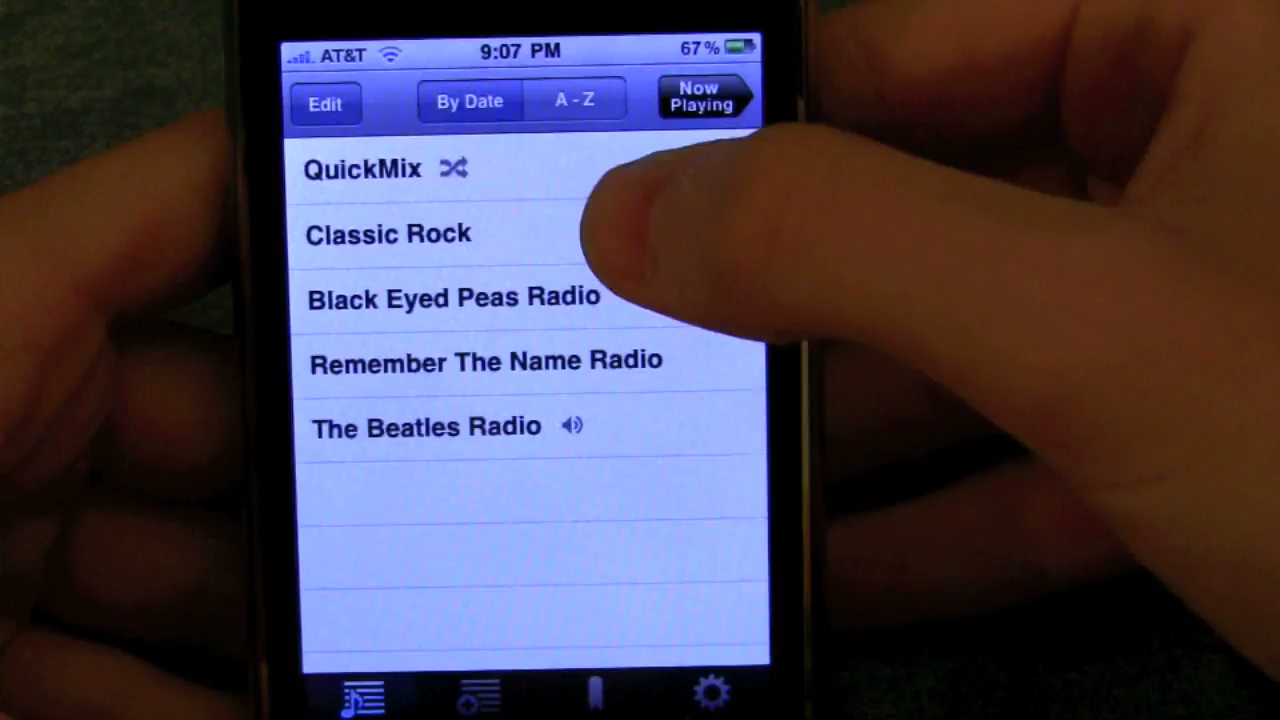 AT&T 9:07 PM 67%
Edit By Date A - Z Now Playing
QuickMix
Classic Rock
Black Eyed Peas Radio
Remember The Name Radio
The Beatles Radio